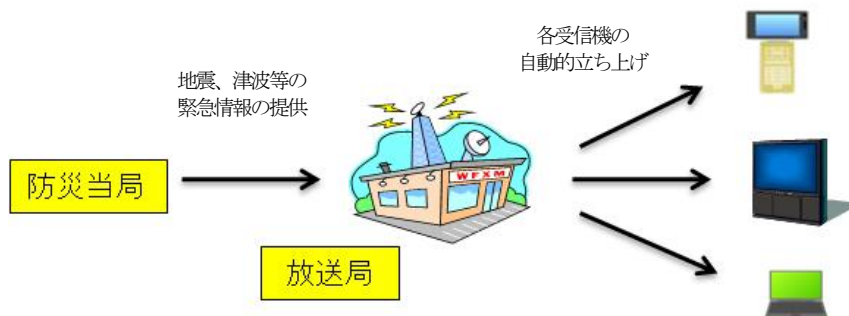 各受信機の
自動的立ち上げ
地震、津波等の
緊急情報の提供
防災当局
WFXM
放送局